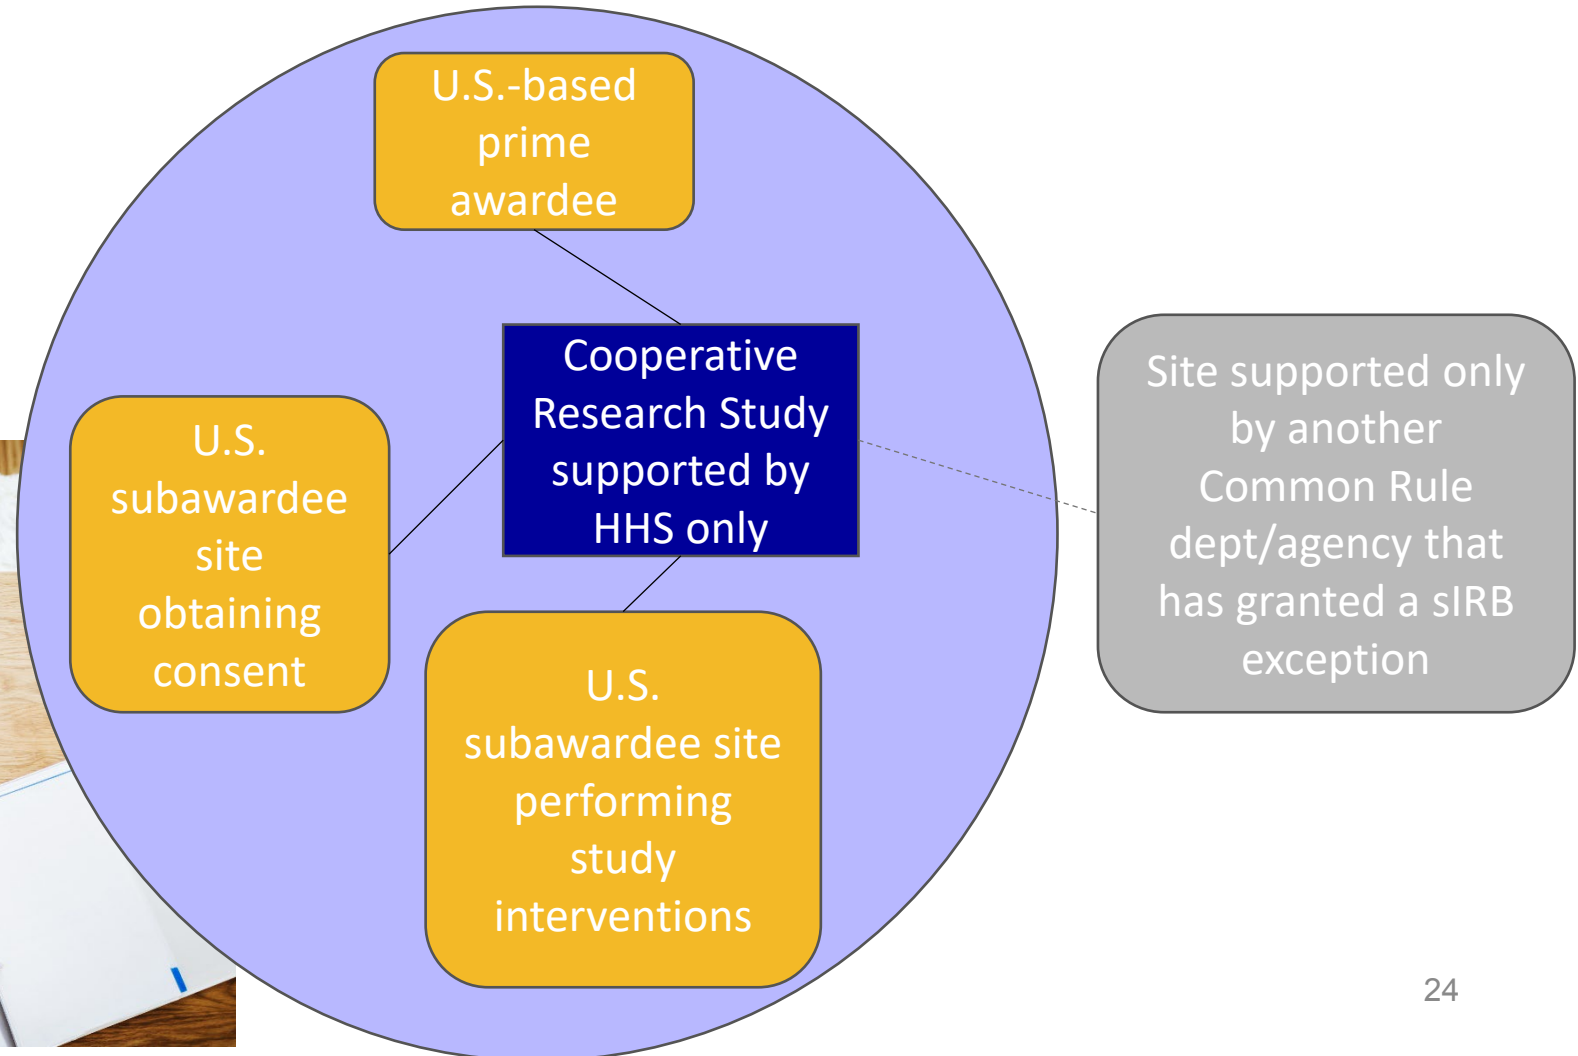 U.S.-based
prime
awardee
Cooperative
Research Study
supported by
HHS only
U.S.
subawardee
site
obtaining
consent
U.S.
subawardee site
performing
study
interventions
Site supported only
by another
Common Rule
dept/agency that
has granted a sIRB
exception
24